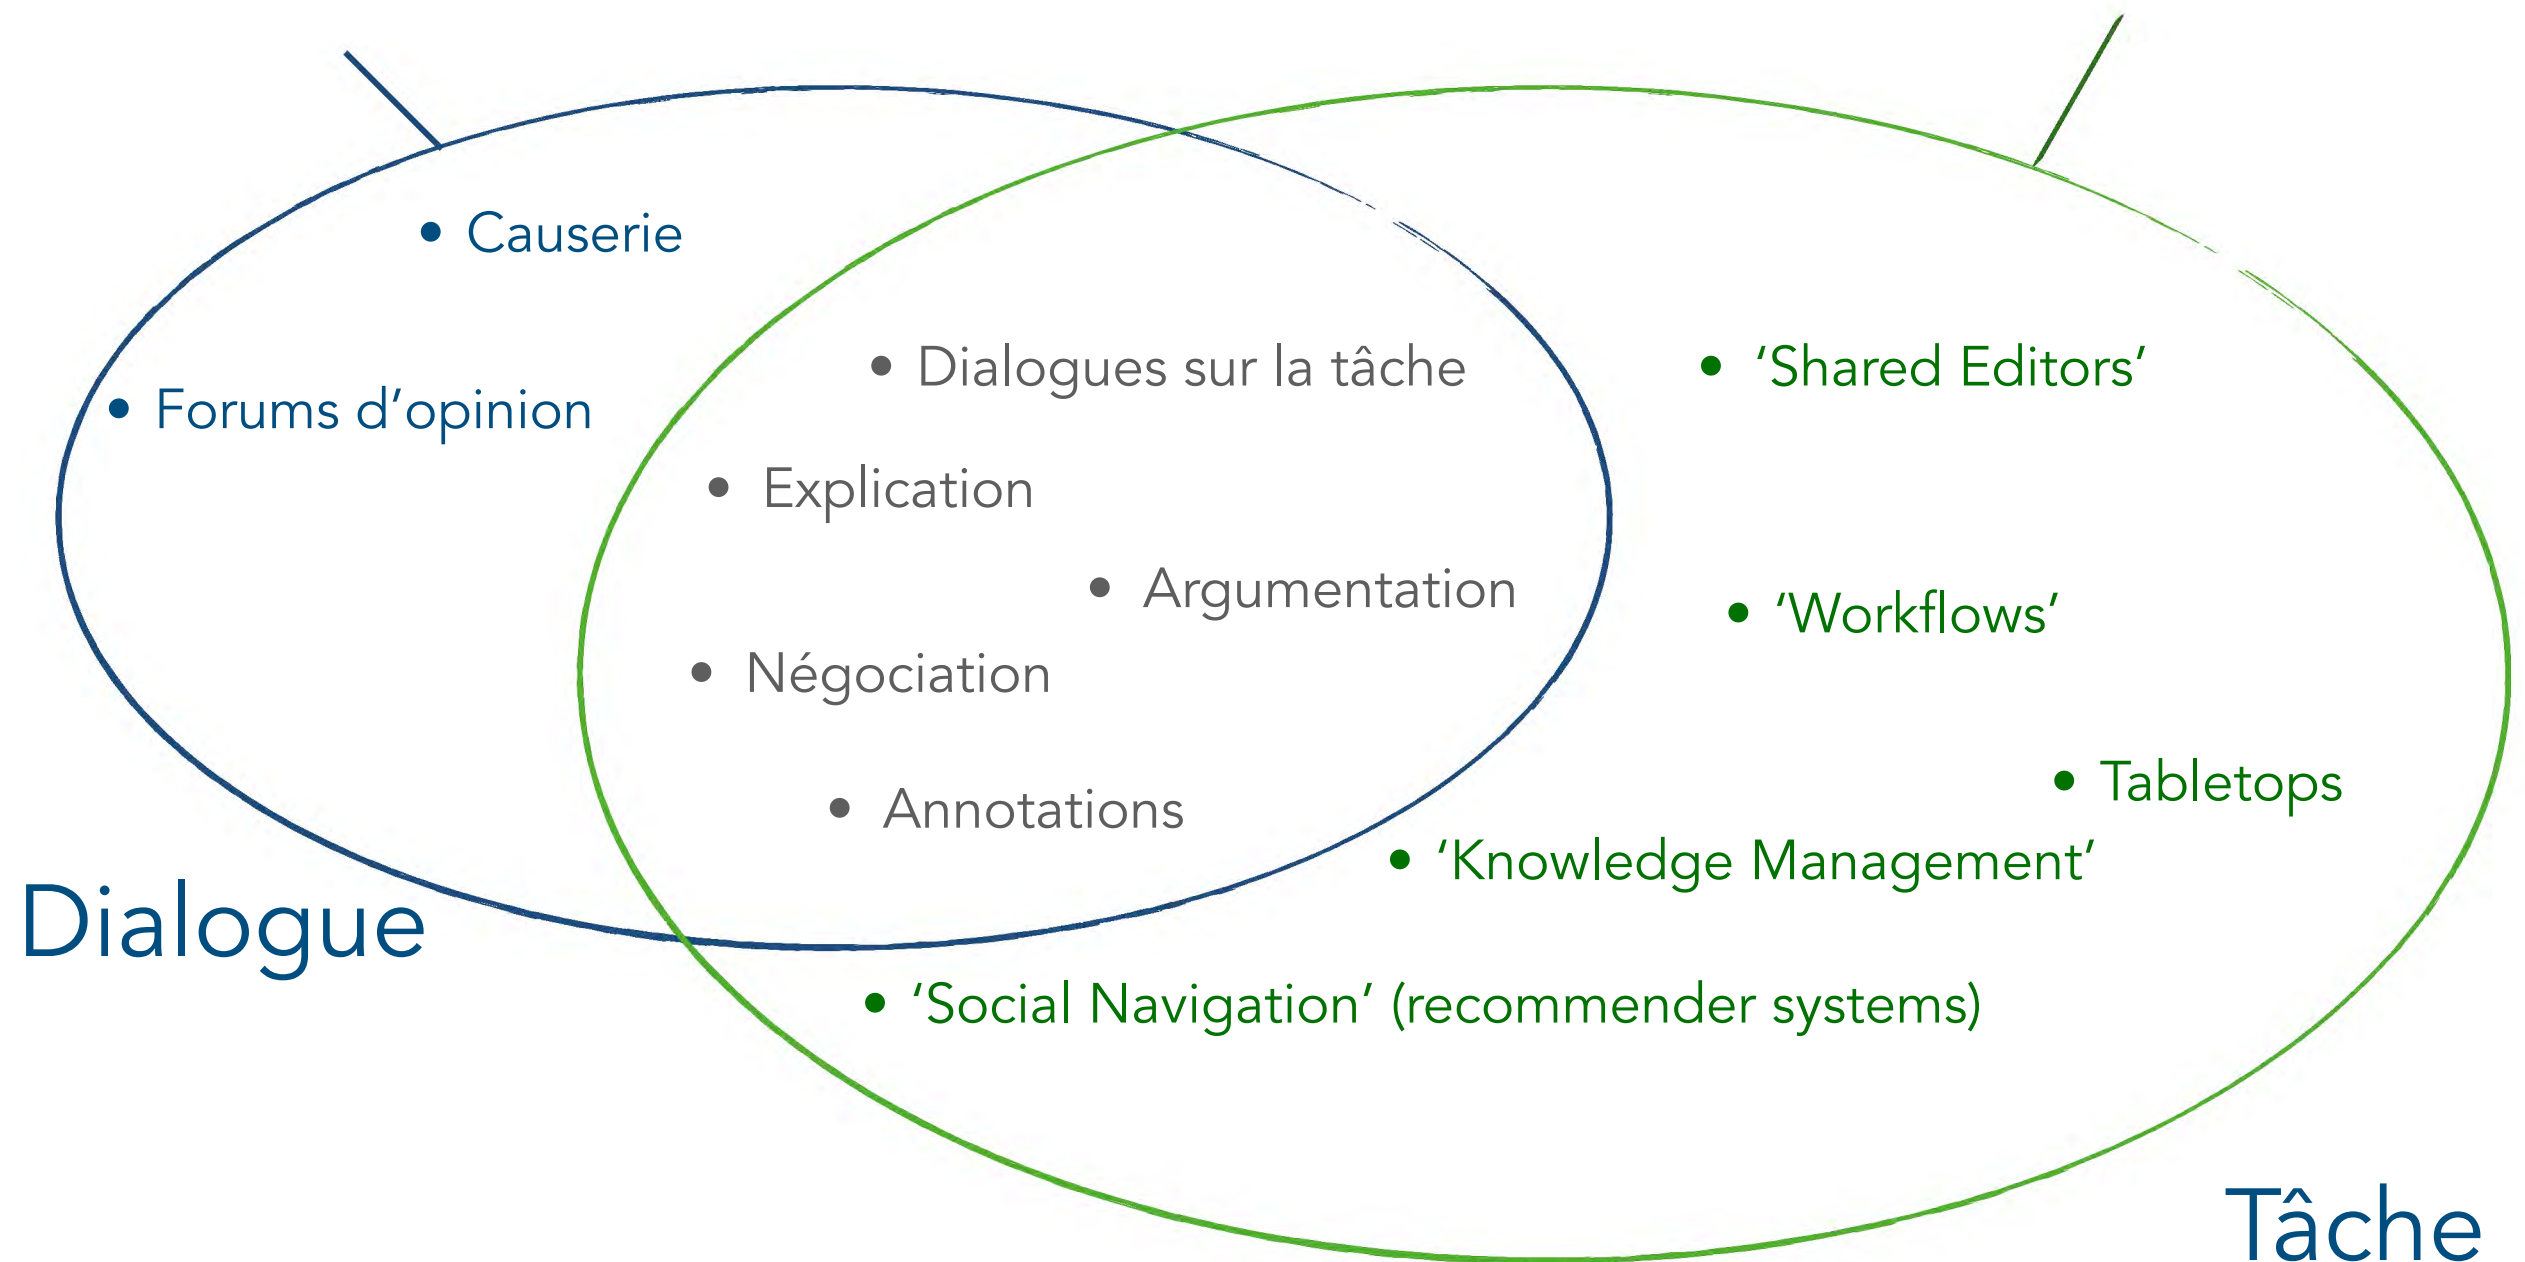 • Causerie
• Forums d’opinion
• Dialogues sur la tâche
• Explication
• Argumentation
• Négociation
• Annotations
• ‘Shared Editors’
• ‘Workflows’
• Tabletops
• ‘Knowledge Management’
• ‘Social Navigation’ (recommender systems)
Dialogue
Tâche